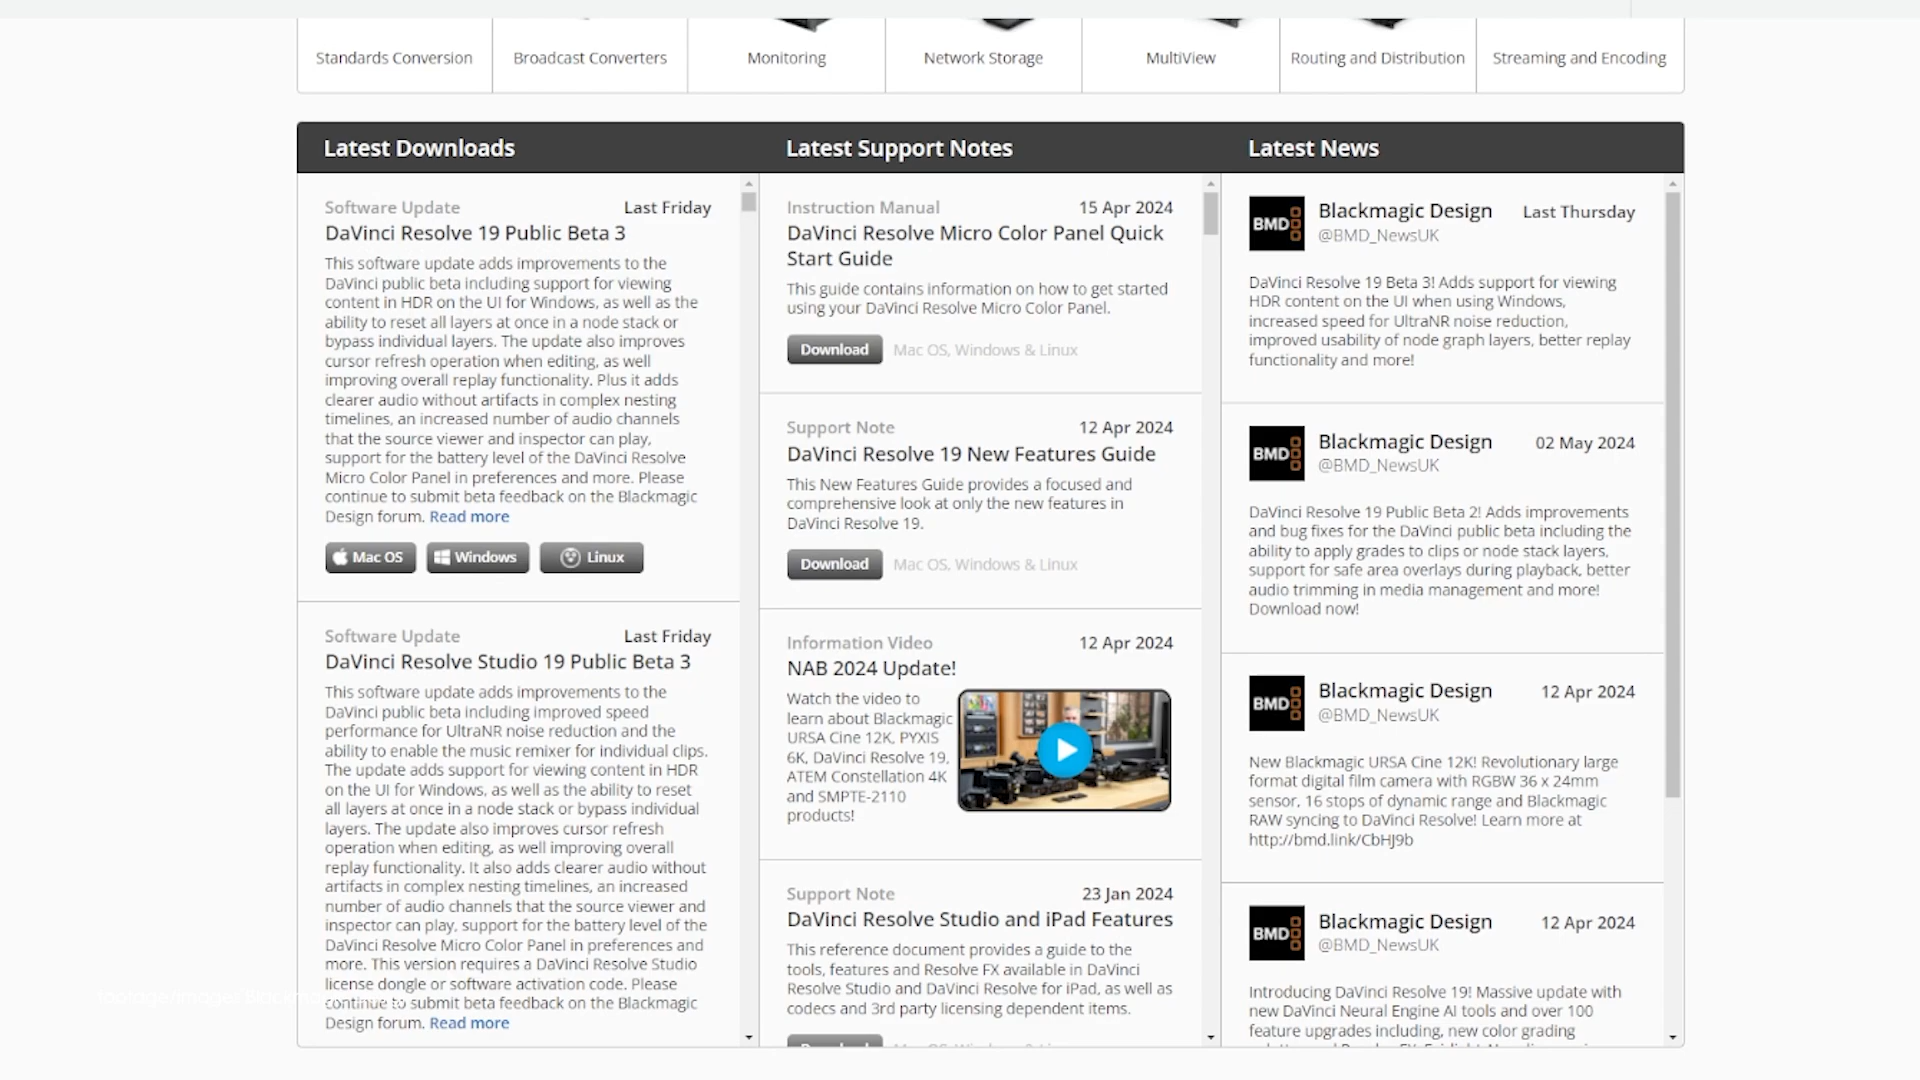 Standards Conversion
Broadcast Converters
Monitoring
Network Storage
MultiView
Routing and Distribution
Streaming and Encoding
Latest Downloads
Software Update
Last Friday
DaVinci Resolve 19 Public Beta 3
This software update adds improvements to the
DaVinci public beta including support for viewing
content in HDR on the UI for Windows, as well as the
ability to reset all layers at once in a node stack or
bypass individual layers. The update also improves
cursor refresh operation when editing, as well
improving overall replay functionality. Plus it adds
clearer audio without artifacts in complex nesting
timelines, an increased number of audio channels
that the source viewer and inspector can play,
support for the battery level of the DaVinci Resolve
Micro Color Panel in preferences and more. Please
continue to submit beta feedback on the Blackmagic
Design forum. Read more
Mac OS
Windows
Linux
Software Update
Last Friday
DaVinci Resolve Studio 19 Public Beta 3
This software update adds improvements to the
DaVinci public beta including improved speed
performance for UltraNR noise reduction and the
ability to enable the music remixer for individual clips.
The update adds support for viewing content in HDR
on the UI for Windows, as well as the ability to reset
all layers at once in a node stack or bypass individual
layers. The update also improves cursor refresh
operation when editing, as well improving overall
replay functionality. It also adds clearer audio without
artifacts in complex nesting timelines, an increased
number of audio channels that the source viewer and
inspector can play, support for the battery level of the
DaVinci Resolve Micro Color Panel in preferences and
more. This version requires a DaVinci Resolve Studio
license dongle or software activation code. Please
continue to submit beta feedback on the Blackmagic
Design forum. Read more
Latest Support Notes
Instruction Manual
15 Apr 2024
DaVinci Resolve Micro Color Panel Quick
Start Guide
This guide contains information on how to get started
using your DaVinci Resolve Micro Color Panel.
Download
Mac OS, Windows & Linux
Support Note
12 Apr 2024
DaVinci Resolve 19 New Features Guide
This New Features Guide provides a focused and
comprehensive look at only the new features in
DaVinci Resolve 19.
Download
Mac OS, Windows & Linux
Information Video
12 Apr 2024
NAB 2024 Update!
Watch the video to
learn about Blackmagic
URSA Cine 12K, PYXIS
6K, DaVinci Resolve 19,
ATEM Constellation 4K
and SMPTE-2110
products!
Support Note
23 Jan 2024
DaVinci Resolve Studio and iPad Features
This reference document provides a guide to the
tools, features and Resolve FX available in DaVinci
Resolve Studio and DaVinci Resolve for iPad, as well as
codecs and 3rd party licensing dependent items.
Latest News
BMD
Blackmagic Design
Last Thursday
@BMD_NewsUK
DaVinci Resolve 19 Beta 3! Adds support for viewing
HDR content on the UI when using Windows,
increased speed for UltraNR noise reduction,
improved usability of node graph layers, better replay
functionality and more!
BMD
Blackmagic Design
02 May 2024
@BMD_NewsUK
DaVinci Resolve 19 Public Beta 2! Adds improvements
and bug fixes for the DaVinci public beta including the
ability to apply grades to clips or node stack layers,
support for safe area overlays during playback, better
audio trimming in media management and more!
Download now!
BMD
Blackmagic Design
12 Apr 2024
@BMD_NewsUK
New Blackmagic URSA Cine 12K! Revolutionary large
format digital film camera with RGBW 36 x 24mm
sensor, 16 stops of dynamic range and Blackmagic
RAW syncing to DaVinci Resolve! Learn more at
http://bmd.link/CbHJ9b
BMD
Blackmagic Design
12 Apr 2024
@BMD_NewsUK
Introducing DaVinci Resolve 19! Massive update with
new DaVinci Neural Engine AI tools and over 100
feature upgrades including, new color grading